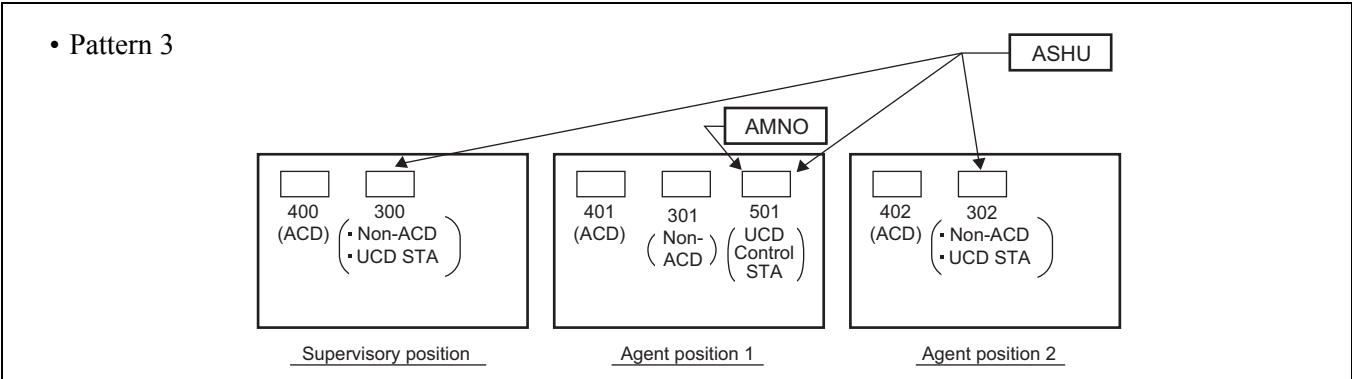 • Pattern 3
ASHU
AMNO
400
(ACD)
300
▪ Non-ACD
▪ UCD STA
401
(ACD)
301
Non-
ACD
501
UCD
Control
STA
402
(ACD)
302
▪ Non-ACD
▪ UCD STA
Supervisory position
Agent position 1
Agent position 2